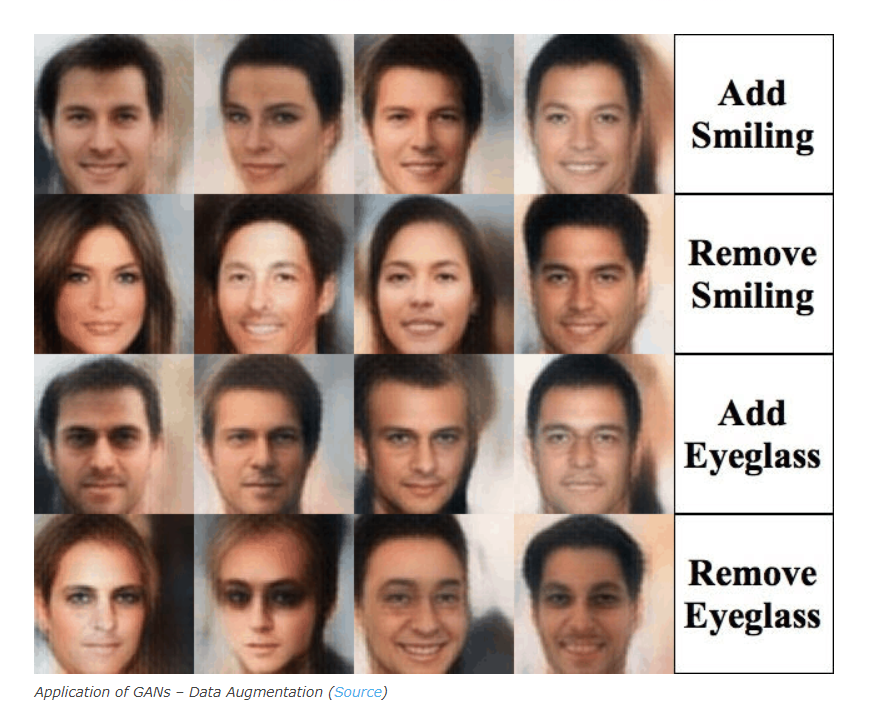 Add
Smiling
Remove
Smiling
Add
Eyeglass
Remove
Eyeglass
Application of GANs – Data Augmentation (Source)